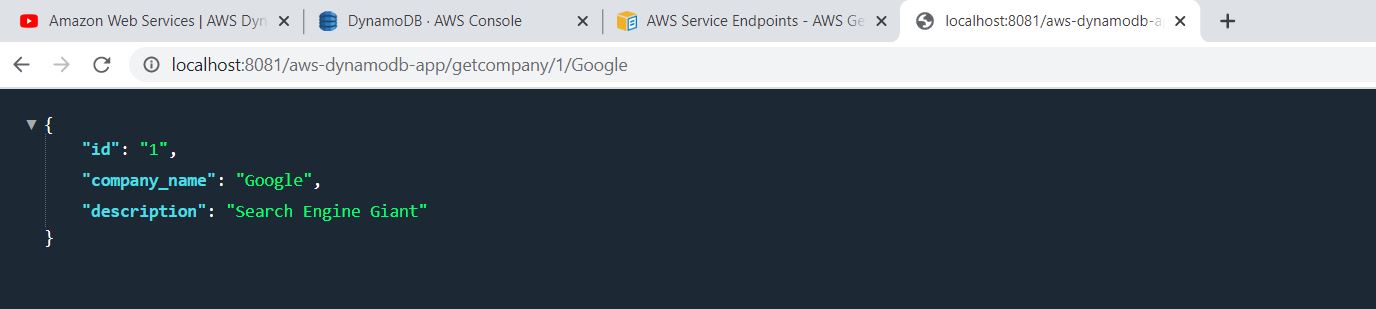 Amazon Web Services | AWS Dyn
DynamoDB · AWS Console
AWS Service Endpoints - AWS Ge
localhost:8081/aws-dynamodb-a
localhost:8081/aws-dynamodb-app/getcompany/1/Google
{
"id": "1",
"company_name": "Google",
"description": "Search Engine Giant"
}